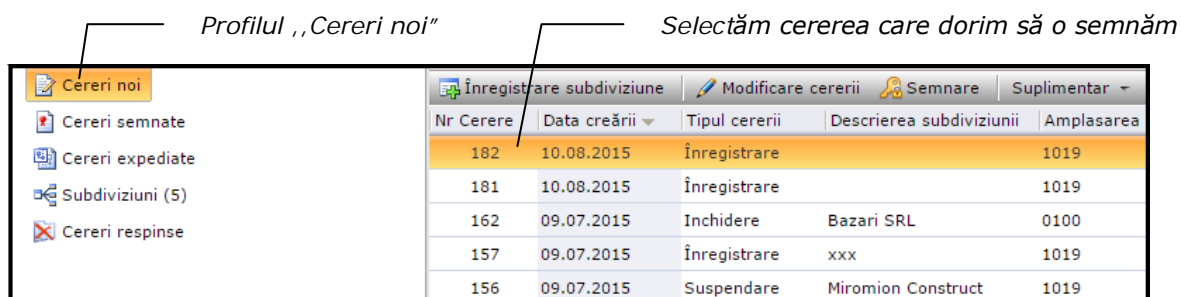 Profilul ,,Cereri noi” Selectăm cererea care dorim să o semnăm
Cereri noi
Cereri semnate
Cereri expediate
Subdiviziuni (5)
Cereri respinse
Înregistrare subdiviziune Modificare cererii Semnare Suplimentar
Nr Cerere Data creării Tipul cererii Descrierea subdiviziunii Amplasarea
182 10.08.2015 Înregistrare 1019
181 10.08.2015 Înregistrare 1019
162 09.07.2015 Inchidere Bazari SRL 0100
157 09.07.2015 Înregistrare xxx 1019
156 09.07.2015 Suspendare Miromion Construct 1019